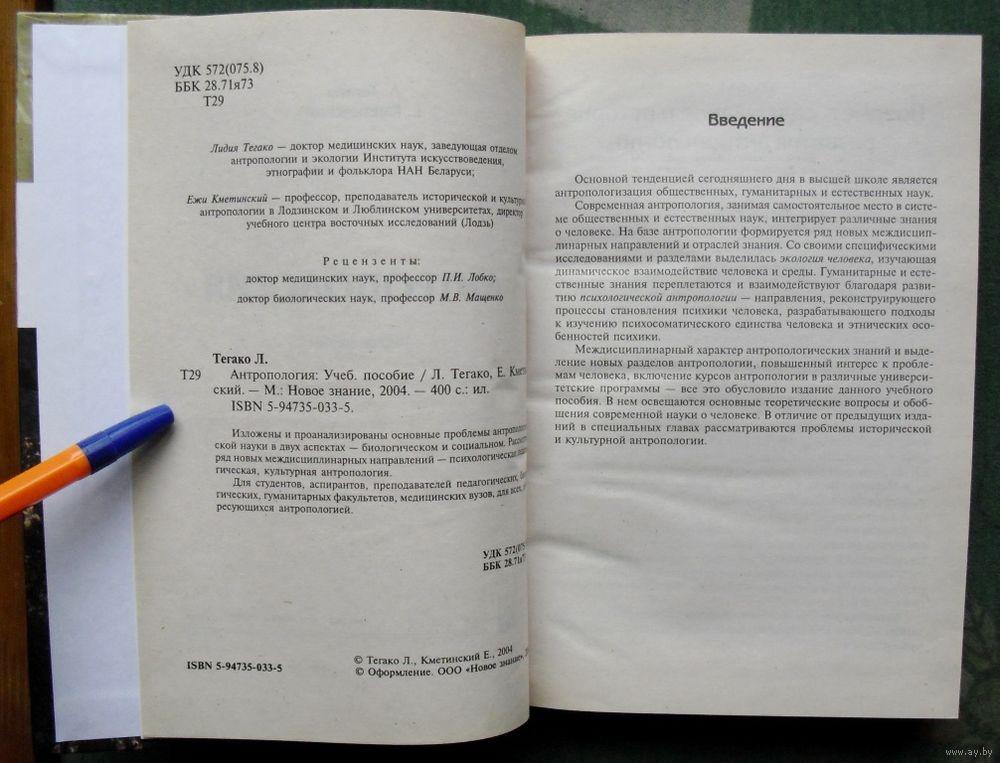 УДК 572(075.8)
ББК 28.71я73
Т29
Лидия Тегако — доктор медицинских наук, заведующая отделом
антропологии и экологии Института искусствоведения,
этнографии и фольклора НАН Беларуси;
Ежи Кметинский — профессор, преподаватель исторической и культурной
антропологии в Лодзинском и Люблинском университетах, директор
учебного центра восточных исследований (Лодзь)
Рецензенты:
доктор медицинских наук, профессор П.И. Лобко;
доктор биологических наук, профессор М.В. Мащенко
Тегако Л.
Т29 Антропология: Учеб. пособие / Л. Тегако, Е. Кметин-
ский. — М.: Новое знание, 2004. — 400 с.: ил.
ISBN 5-94735-033-5.
Изложены и проанализированы основные проблемы антропологиче-
ской науки в двух аспектах — биологическом и социальном. Рассмотрен
ряд новых междисциплинарных направлений — психологическая,
гическая, культурная антропология.
Для студентов, аспирантов, преподавателей педагогических,
гических, гуманитарных факультетов, медицинских вузов, для всех,
ресующихся антропологией.
УДК 572(075
ББК 28.71я7
ISBN 5-94735-033-5
© Тегако Л., Кметинский Е., 2004
© Оформление. ООО «Новое знание»,
Введение
Основной тенденцией сегодняшнего дня в высшей школе является
антропологизация общественных, гуманитарных и естественных наук.
Современная антропология, занимая самостоятельное место в систе-
ме общественных и естественных наук, интегрирует различные знания
о человеке. На базе антропологии формируется ряд новых междисцип-
линарных направлений и отраслей знания. Со своими специфическими
исследованиями и разделами выделилась экология человека, изучающая
динамическое взаимодействие человека и среды. Гуманитарные и есте-
ственные знания переплетаются и взаимодействуют благодаря разви-
тию психологической антропологии — направления, реконструирующего
процессы становления психики человека, разрабатывающего подходы
к изучению психосоматического единства человека и этнических осо-
бенностей психики.
Междисциплинарный характер антропологических знаний и выде-
ление новых разделов антропологии, повышенный интерес к пробле-
мам человека, включение курсов антропологии в различные универси-
тетские программы — все это обусловило издание данного учебного
пособия. В нем освещаются основные теоретические вопросы и обоб-
щения современной науки о человеке. В отличие от предыдущих изда-
ний в специальных главах рассматриваются проблемы исторической
и культурной антропологии.
www.ay.by